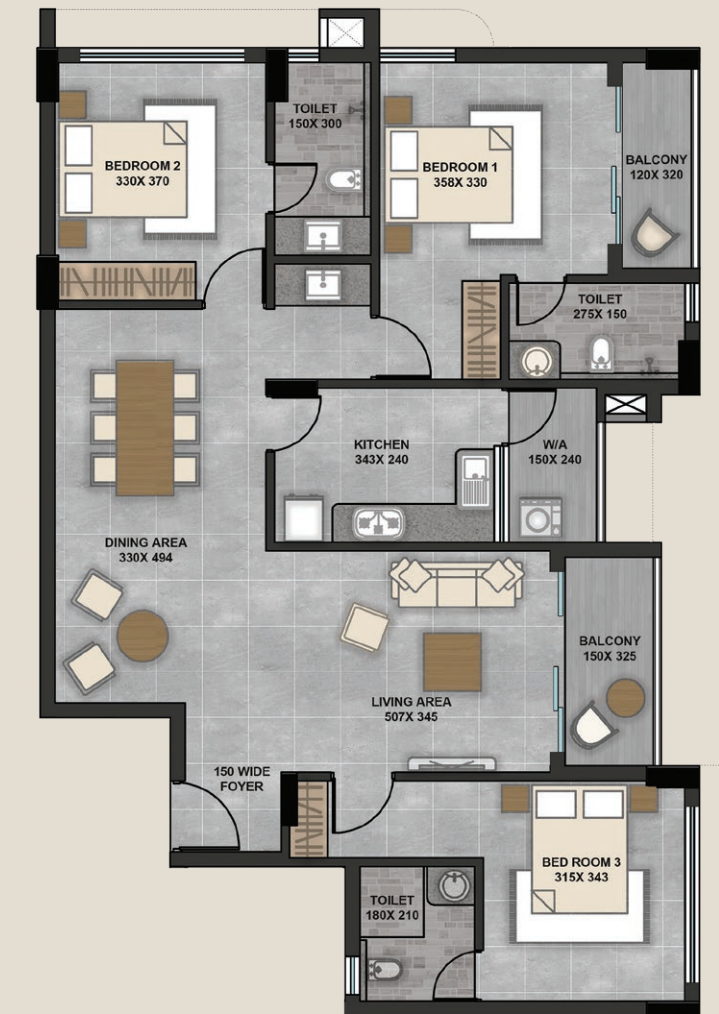 TOILET
150X 300
BEDROOM 2
330X 370
BEDROOM 1
358X 330
BALCONY
120X 320
TOILET
275X 150
KITCHEN
343X 240
W/A
150X 240
DINING AREA
330X 494
BALCONY
150X 325
LIVING AREA
507X 345
150 WIDE
FOYER
BED ROOM 3
315X 343
TOILET
180X 210